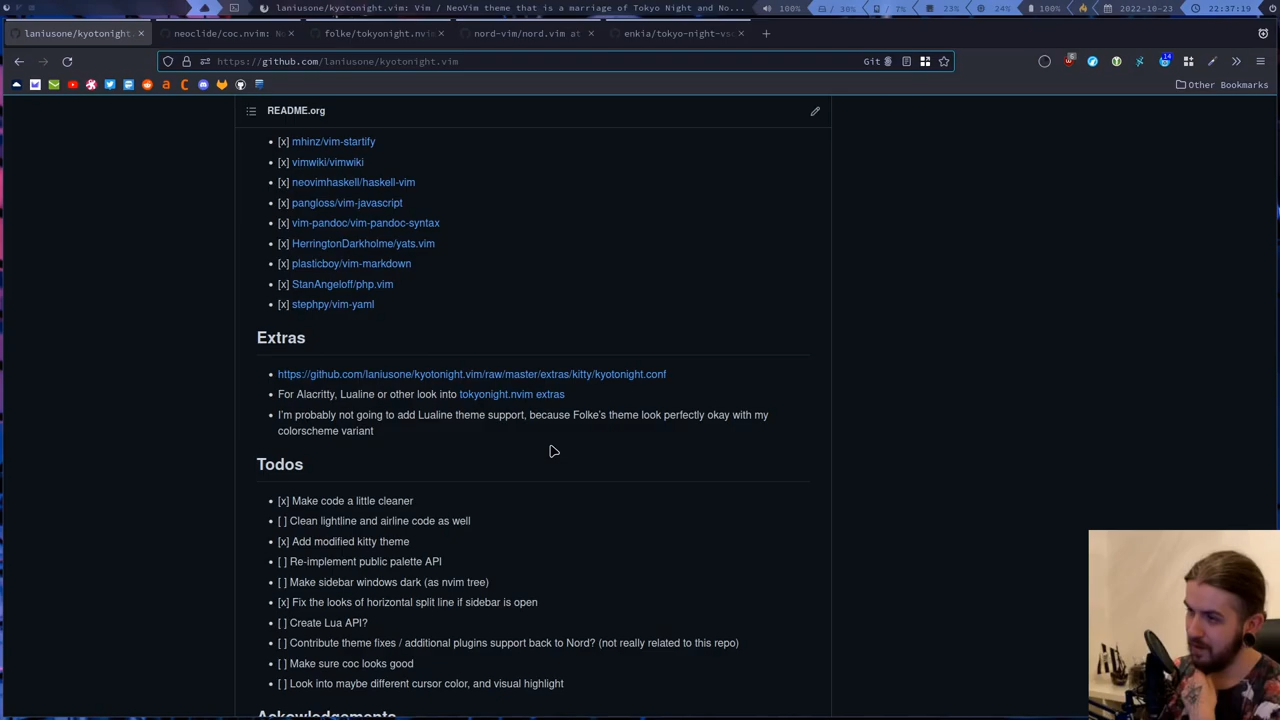 laniusone/kyotonight.vim: Vim / NeoVim theme that is a marriage of Tokyo Night and No...
100%
30%
7%
23%
24%
100%
2022-10-23
22:37:19
laniusone/kyotonight.
neoclide/coc.nvim: N
folke/tokyonight.nvim
nord-vim/nord.vim at
enkia/tokyo-night-vsc
https://github.com/laniusone/kyotonight.vim
Git
14
Other Bookmarks
README.org
• [x] mhinz/vim-startify
• [x] vimwiki/vimwiki
• [x] neovimhaskell/haskell-vim
• [x] pangloss/vim-javascript
• [x] vim-pandoc/vim-pandoc-syntax
• [x] HerringtonDarkholme/yats.vim
• [x] plasticboy/vim-markdown
• [x] StanAngeloff/php.vim
• [x] stephpy/vim-yaml
Extras
• https://github.com/laniusone/kyotonight.vim/raw/master/extras/kitty/kyotonight.conf
• For Alacritty, Lualine or other look into tokyonight.nvim extras
• I'm probably not going to add Lualine theme support, because Folke's theme look perfectly okay with my
colorscheme variant
Todos
• [x] Make code a little cleaner
• [ ] Clean lightline and airline code as well
• [x] Add modified kitty theme
• [ ] Re-implement public palette API
• [ ] Make sidebar windows dark (as nvim tree)
• [x] Fix the looks of horizontal split line if sidebar is open
• [ ] Create Lua API?
• [ ] Contribute theme fixes / additional plugins support back to Nord? (not really related to this repo)
• [ ] Make sure coc looks good
• [ ] Look into maybe different cursor color, and visual highlight
Acknowledgements